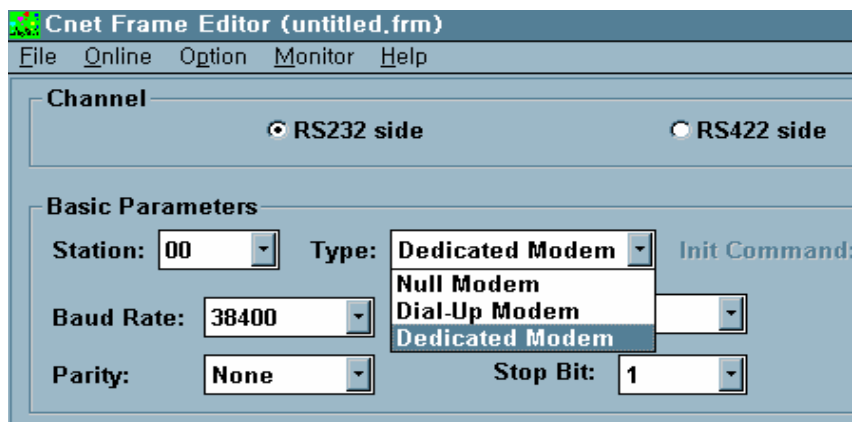 Cnet Frame Editor (untitled.frm)
File Online Option Monitor Help
Channel
RS232 side RS422 side
Basic Parameters
Station: 00 Type: Dedicated Modem Init Command:
Null Modem
Dial-Up Modem
Dedicated Modem
Baud Rate: 38400
Parity: None Stop Bit: 1